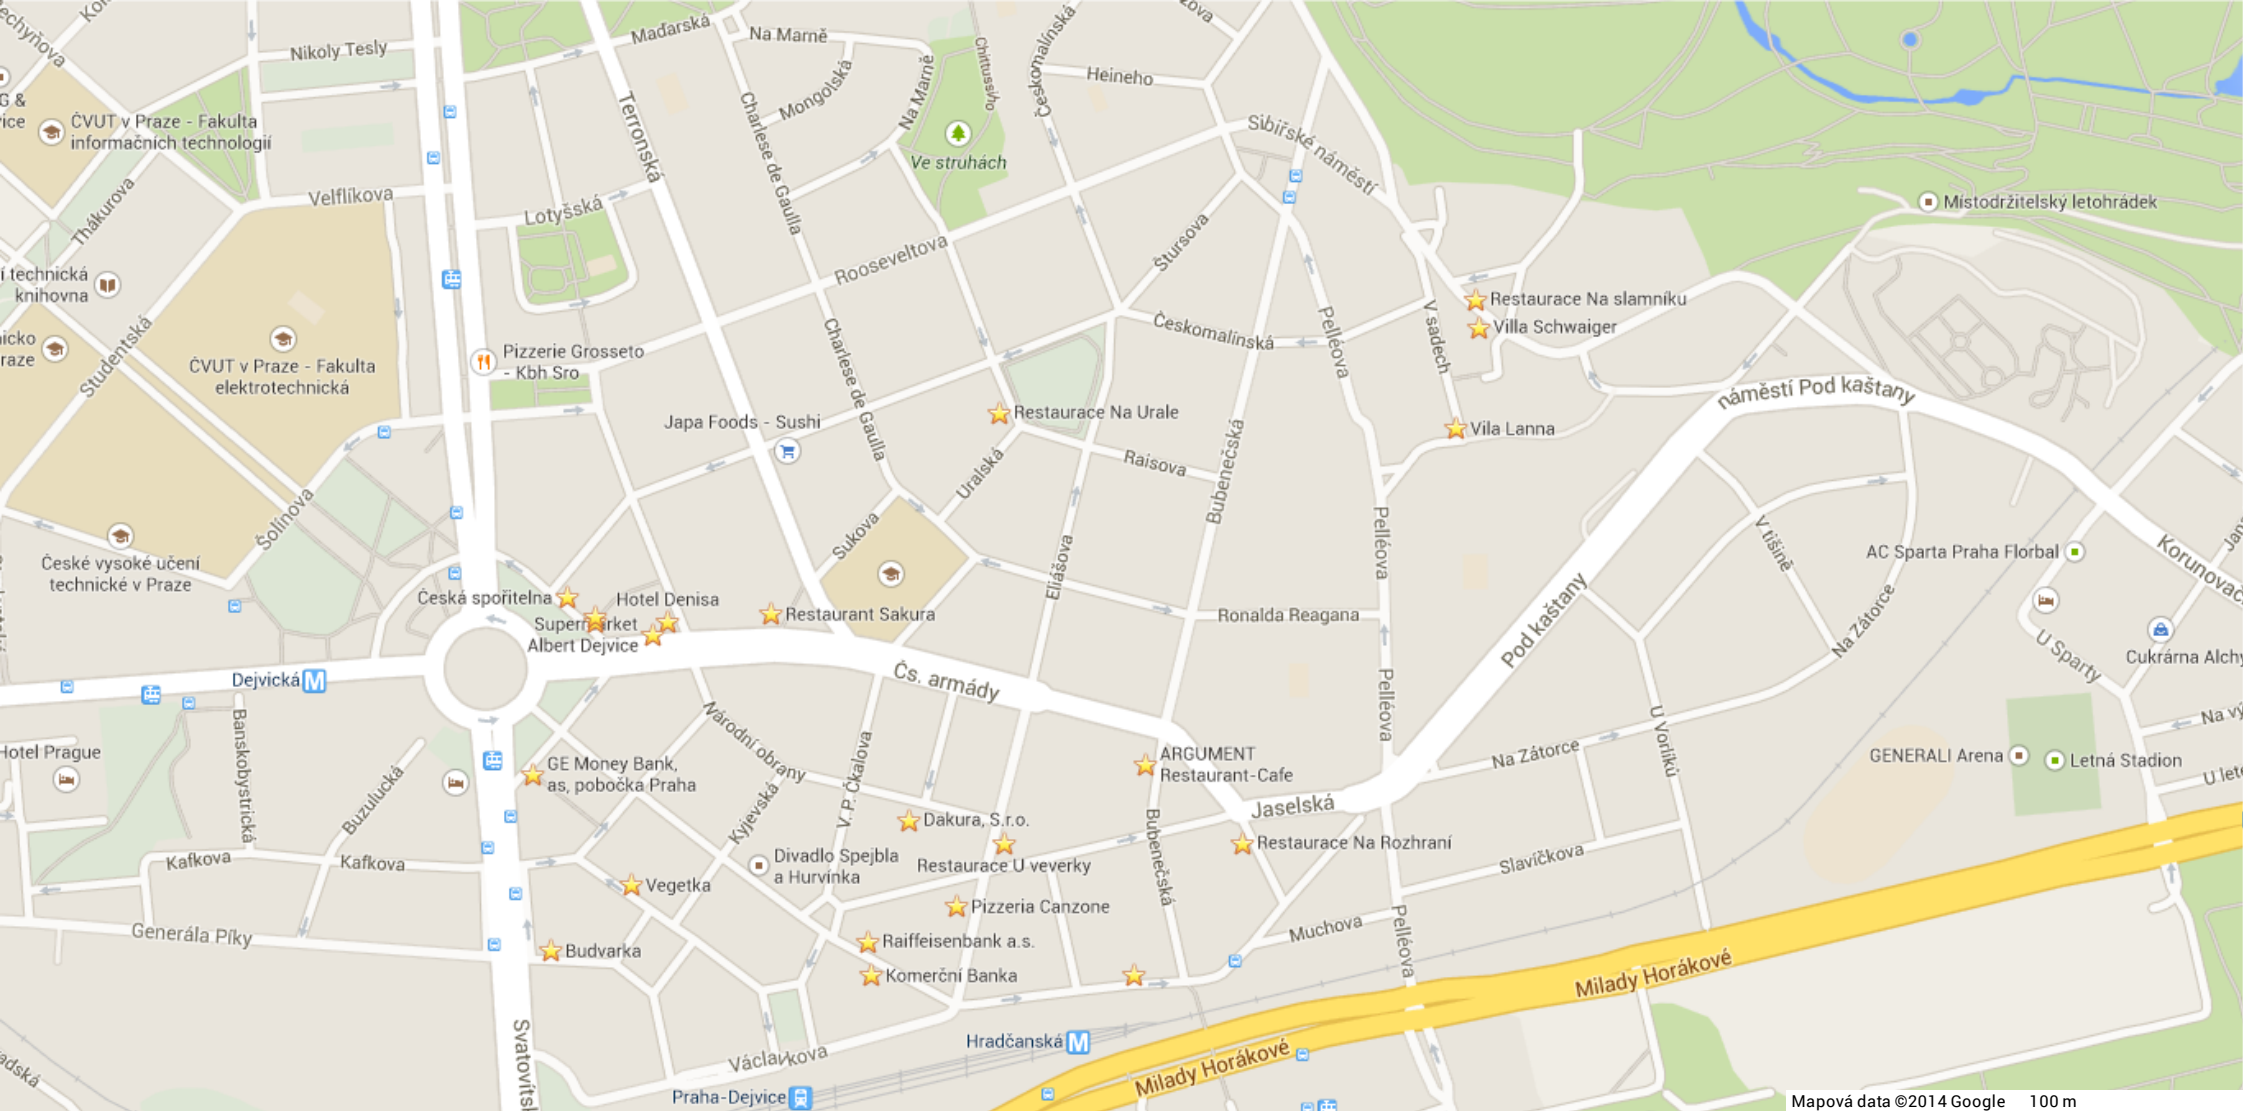 Nikoly Tesly
Maďarská
Na Marně
Chittussiho
Českomalínská
Heineho
Mongolská
Na Marně
Terronská
Charlese de Gaulla
ČVUT v Praze - Fakulta
informačních technologií
Ve struhách
Sibiřské náměstí
Thákurova
Velflíkova
Lotyšská
Místodržitelský letohrádek
Štursova
Rooseveltova
í technická
knihovna
Restaurace Na slamníku
Villa Schwaiger
V sadech
Českomalínská
Pelléova
Studentská
ČVUT v Praze - Fakulta
elektrotechnická
Pizzerie Grosseto
- Kbh Sro
Charlese de Gaulla
náměstí Pod kaštany
Japa Foods - Sushi
Restaurace Na Urale
Vila Lanna
Uralská
Raisova
Bubenečská
Šolínova
Sukova
Pelléova
V tišině
AC Sparta Praha Florbal
Korunovač
České vysoké učení
technické v Praze
Eliášova
Česká spořitelna
Hotel Denisa
Supermarket
Albert Dejvice
Restaurant Sakura
Ronalda Reagana
Pod kaštany
Na Zátorce
U Sparty
Cukrárna Alchy
Dejvická
Čs. armády
Pelléova
Banskobystrická
Národní obrany
V. P. Čkalova
U Vorlíků
Na vý
Hotel Prague
GE Money Bank,
as, pobočka Praha
ARGUMENT
Restaurant-Cafe
Na Zátorce
GENERALI Arena
Letná Stadion
U leté
Buzulucká
Kyjevská
Jaselská
Dakura, S.r.o.
Bubenečská
Restaurace Na Rozhraní
Kafkova
Kafkova
Divadlo Spejbla
a Hurvínka
Restaurace U veverky
Slavíčkova
Vegetka
Pizzeria Canzone
Muchova
Pelléova
Generála Píky
Budvarka
Raiffeisenbank a.s.
Komerční Banka
Milady Horákové
Svatovíts
Hradčanská
Václavkova
Milady Horákové
Praha-Dejvice
Mapová data ©2014 Google 100 m